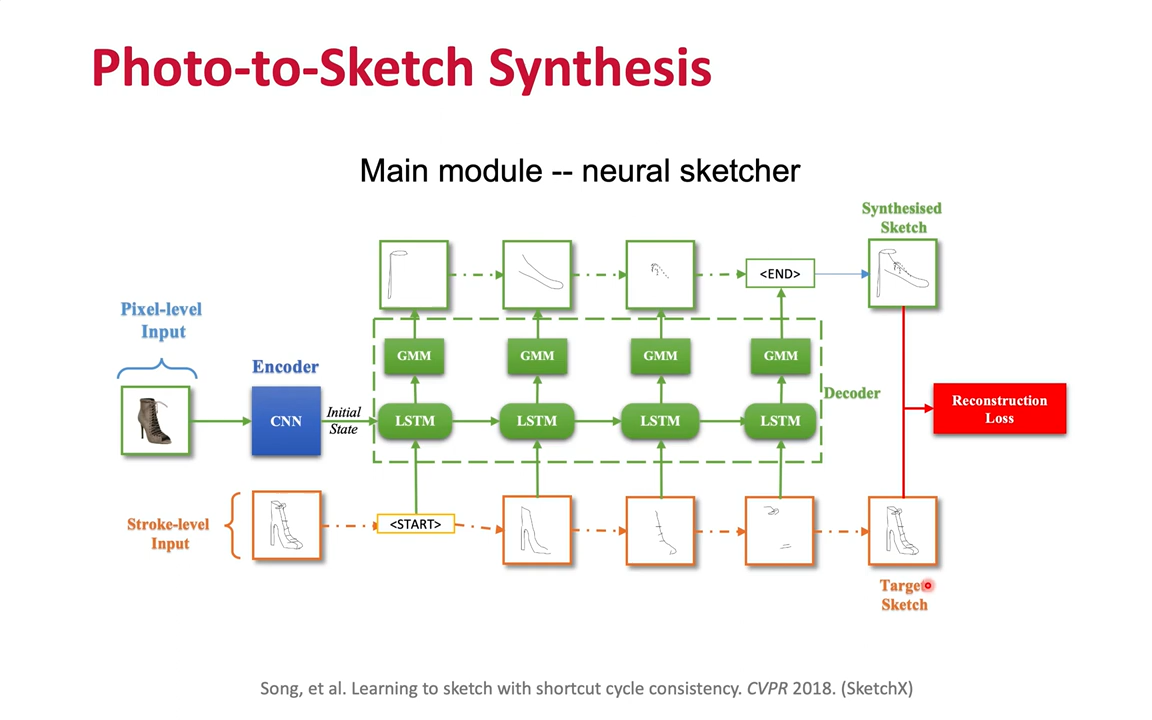 Photo-to-Sketch Synthesis
Main module -- neural sketcher
Synthesised
Sketch
<END>
Pixel-level
Input
GMM
GMM
GMM
GMM
Encoder
Decoder
CNN
Initial
State
LSTM
LSTM
LSTM
LSTM
Reconstruction
Loss
Stroke-level
Input
<START>
Target
Sketch
Song, et al. Learning to sketch with shortcut cycle consistency. CVPR 2018. (SketchX)